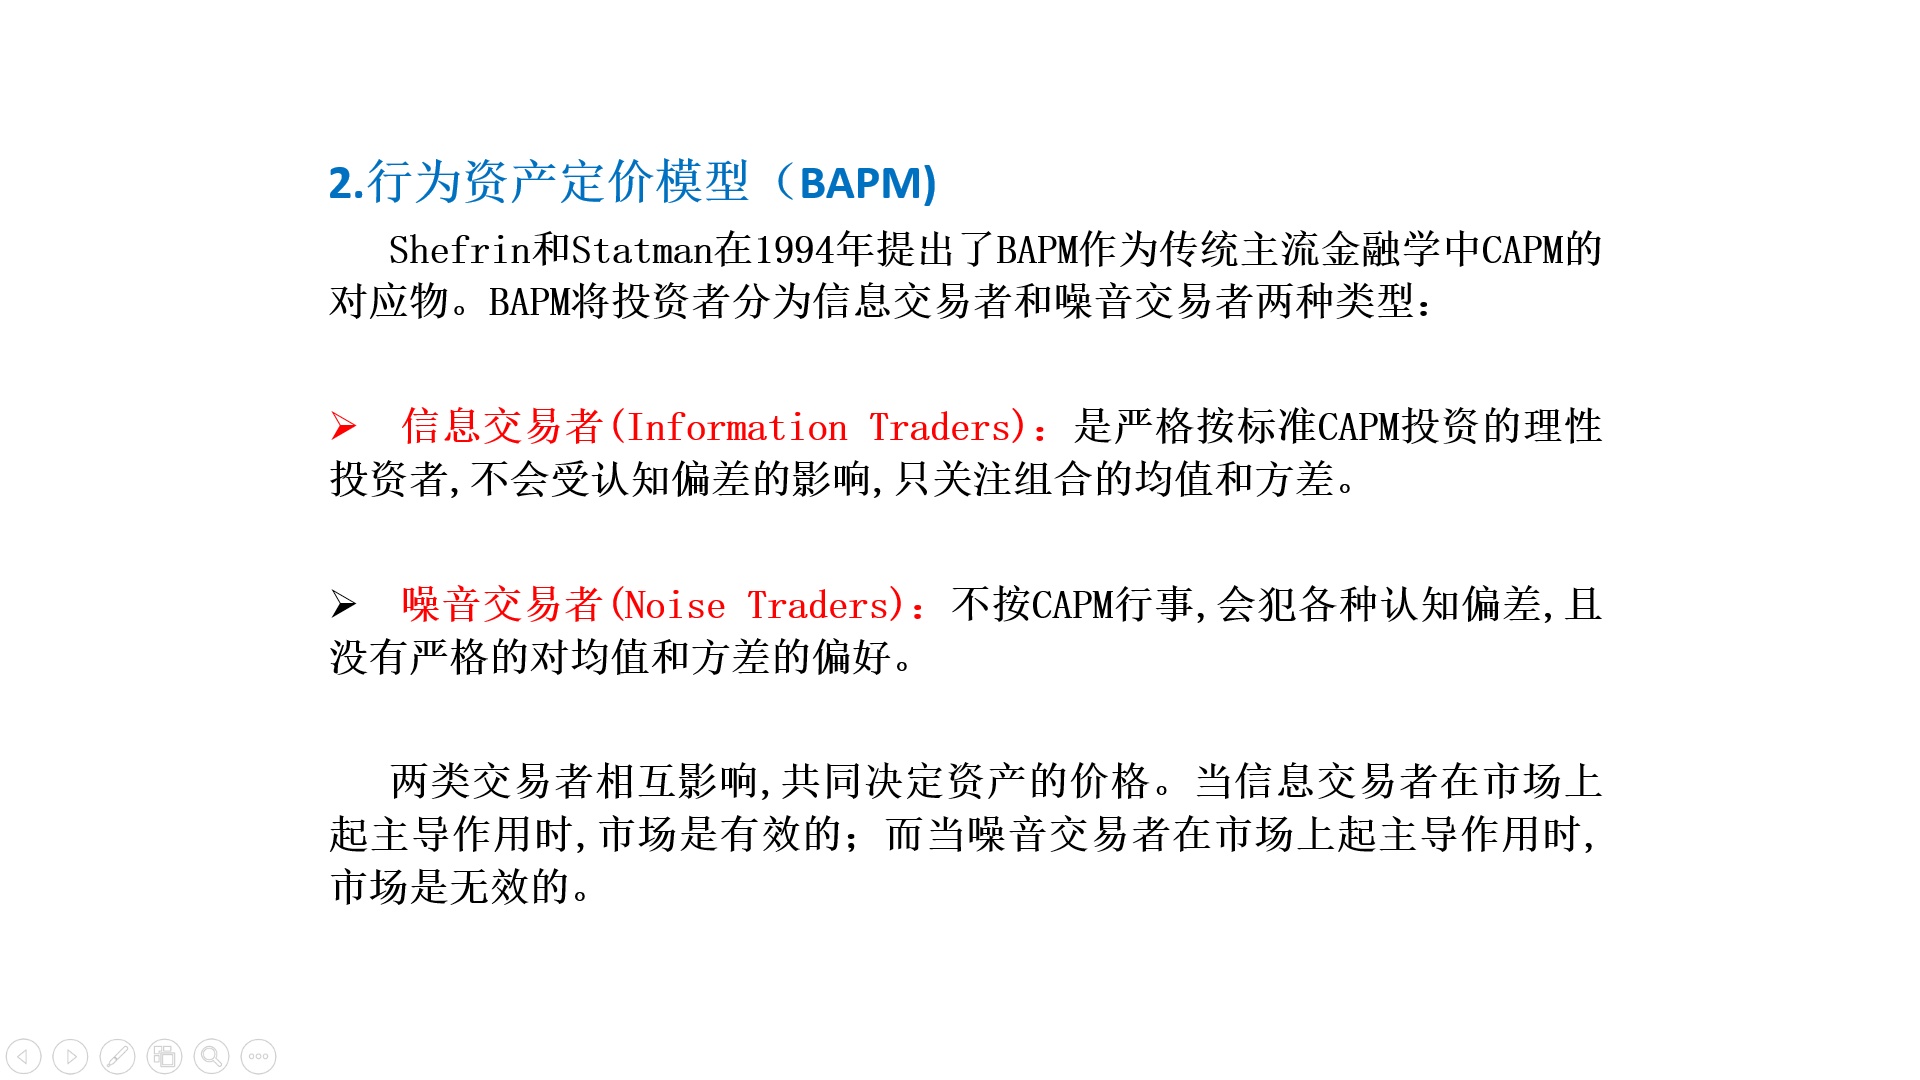 2.行为资产定价模型（BAPM)
Shefrin和Statman在1994年提出了BAPM作为传统主流金融学中CAPM的
对应物。BAPM将投资者分为信息交易者和噪音交易者两种类型：
➢ 信息交易者(Information Traders)：是严格按标准CAPM投资的理性
投资者,不会受认知偏差的影响,只关注组合的均值和方差。
➢ 噪音交易者(Noise Traders)：不按CAPM行事,会犯各种认知偏差,且
没有严格的对均值和方差的偏好。
两类交易者相互影响,共同决定资产的价格。当信息交易者在市场上
起主导作用时,市场是有效的；而当噪音交易者在市场上起主导作用时,
市场是无效的。